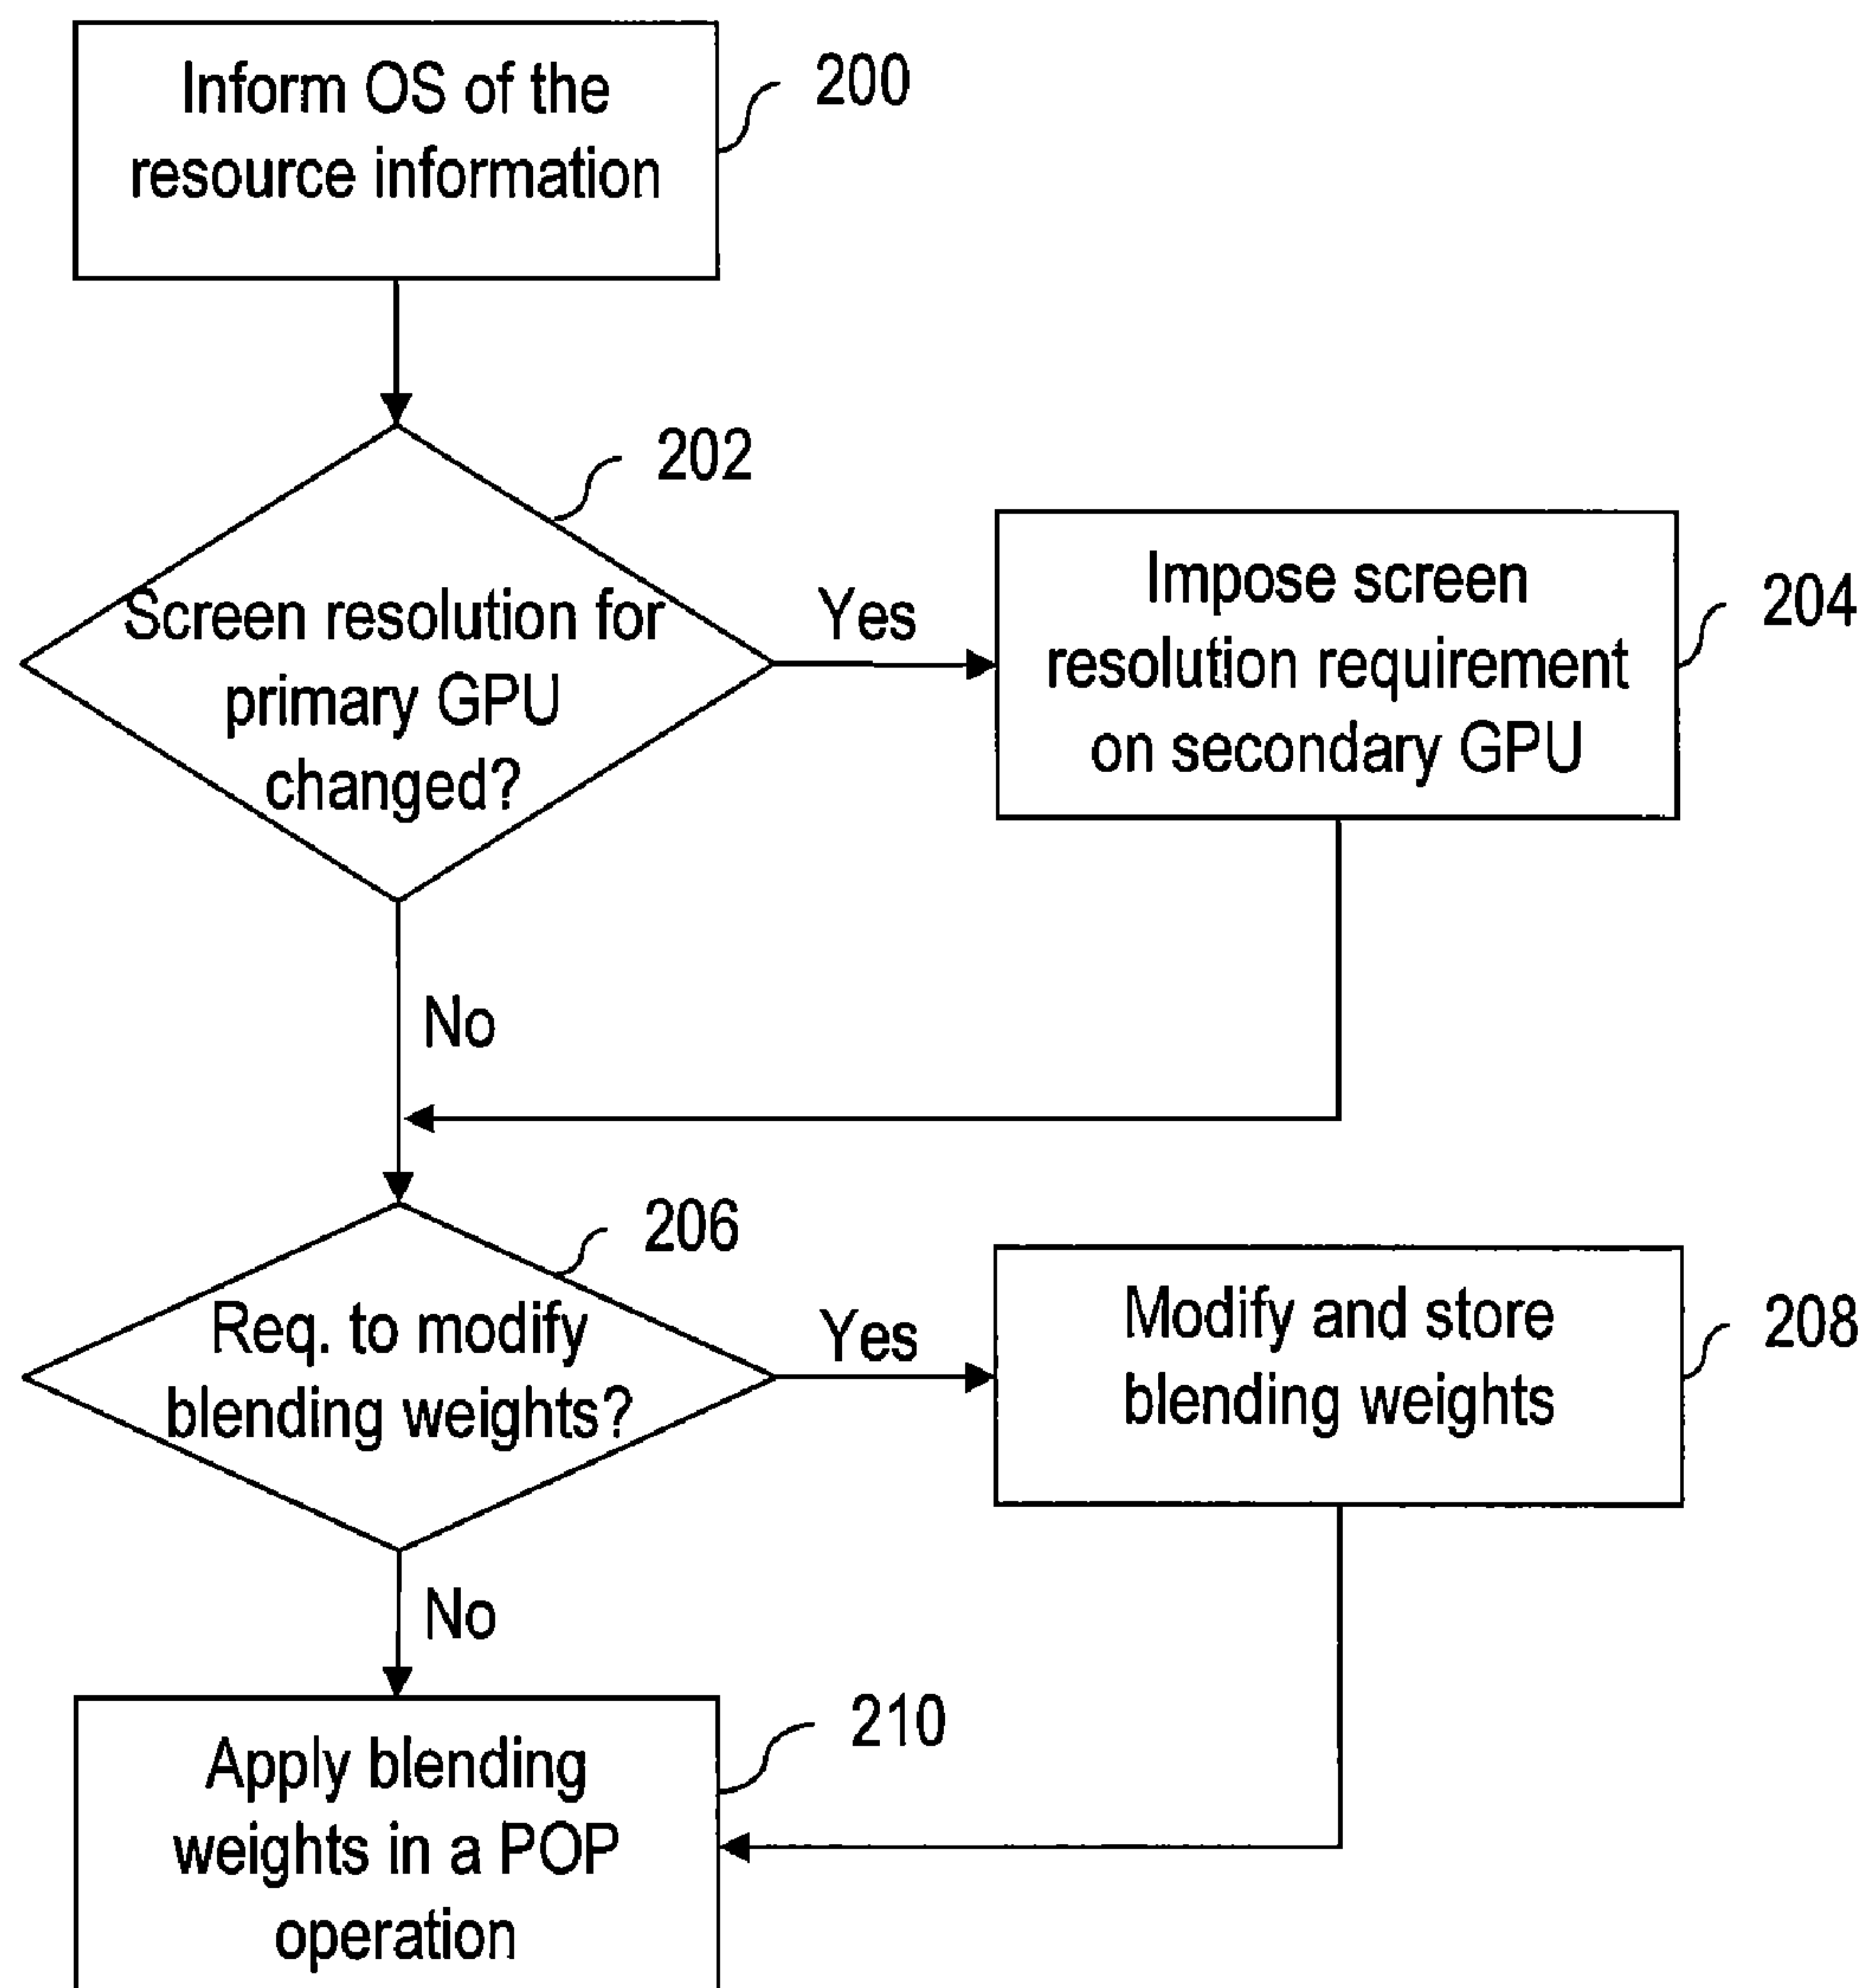 Inform OS of the
resource information
200
202
Screen resolution for
primary GPU
changed?
Yes
Impose screen
resolution requirement
on secondary GPU
204
No
206
Req. to modify
blending weights?
Yes
Modify and store
blending weights
208
No
210
Apply blending
weights in a POP
operation